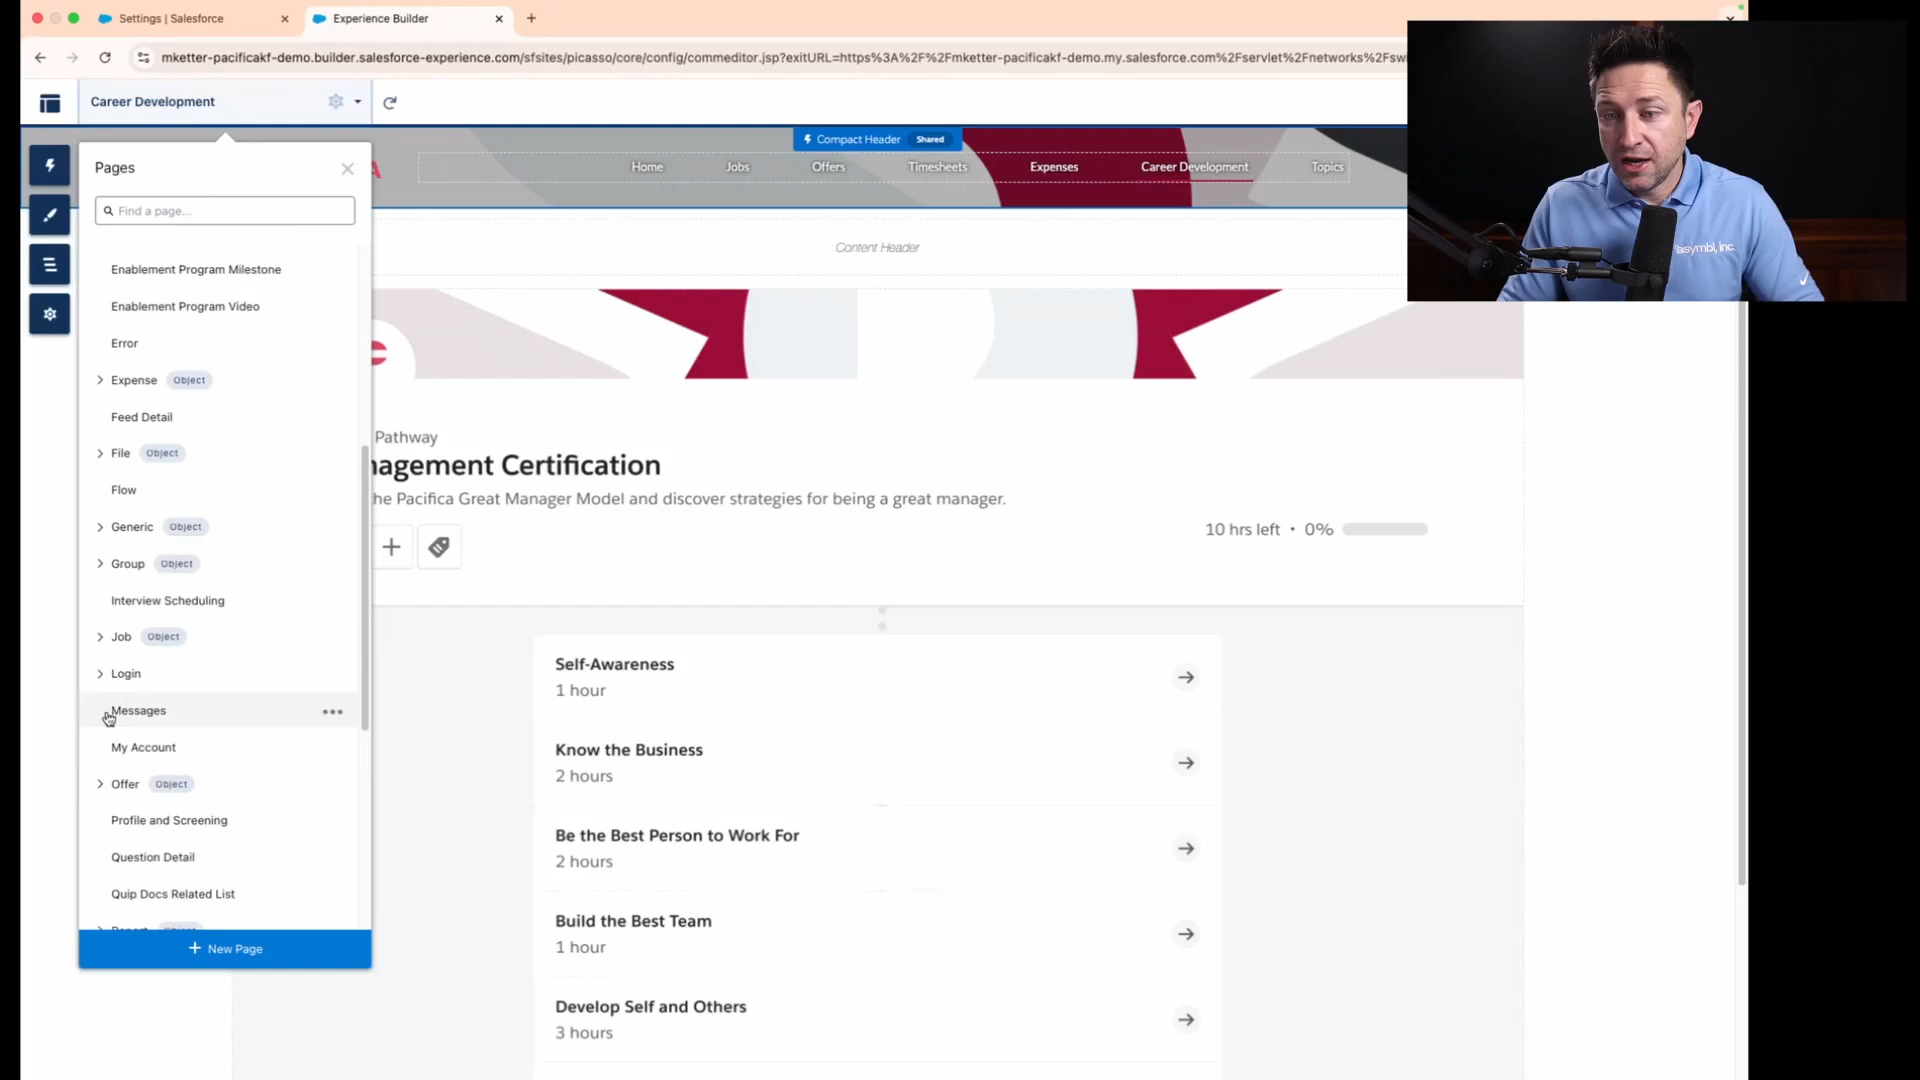 Settings | Salesforce
Experience Builder
mketter-pacificakf-demo.builder.salesforce-experience.com/sfsites/picasso/core/config/commeditor.jsp?exitURL=https%3A%2F%2Fmketter-pacificakf-demo.my.salesforce.com%2Fservlet%2Fnetworks%2Fsw
Career Development
Compact Header Shared
Home Jobs Offers Timesheets Expenses Career Development Topics
Pages
Find a page...
Content Header
Enablement Program Milestone
Enablement Program Video
Error
Expense Object
Feed Detail
File Object
Flow
Generic Object
Group Object
Interview Scheduling
Job Object
Login
Messages
My Account
Offer Object
Profile and Screening
Question Detail
Quip Docs Related List
Object
New Page
Pathway
nagement Certification
he Pacifica Great Manager Model and discover strategies for being a great manager.
10 hrs left • 0%
Self-Awareness
1 hour
Know the Business
2 hours
Be the Best Person to Work For
2 hours
Build the Best Team
1 hour
Develop Self and Others
3 hours
asymbl, inc.